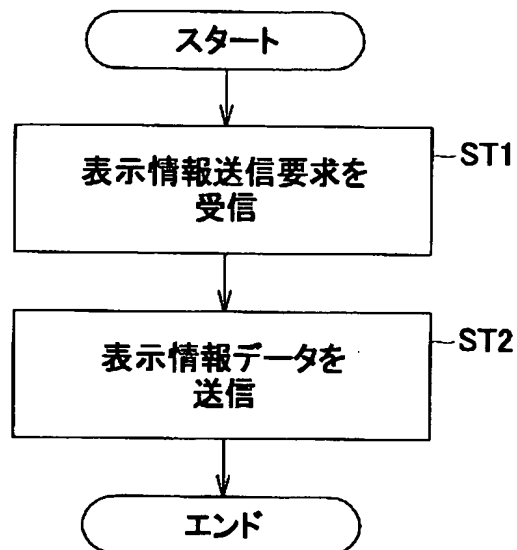 スタート
表示情報送信要求を
受信
ST1
表示情報データを
送信
ST2
エンド